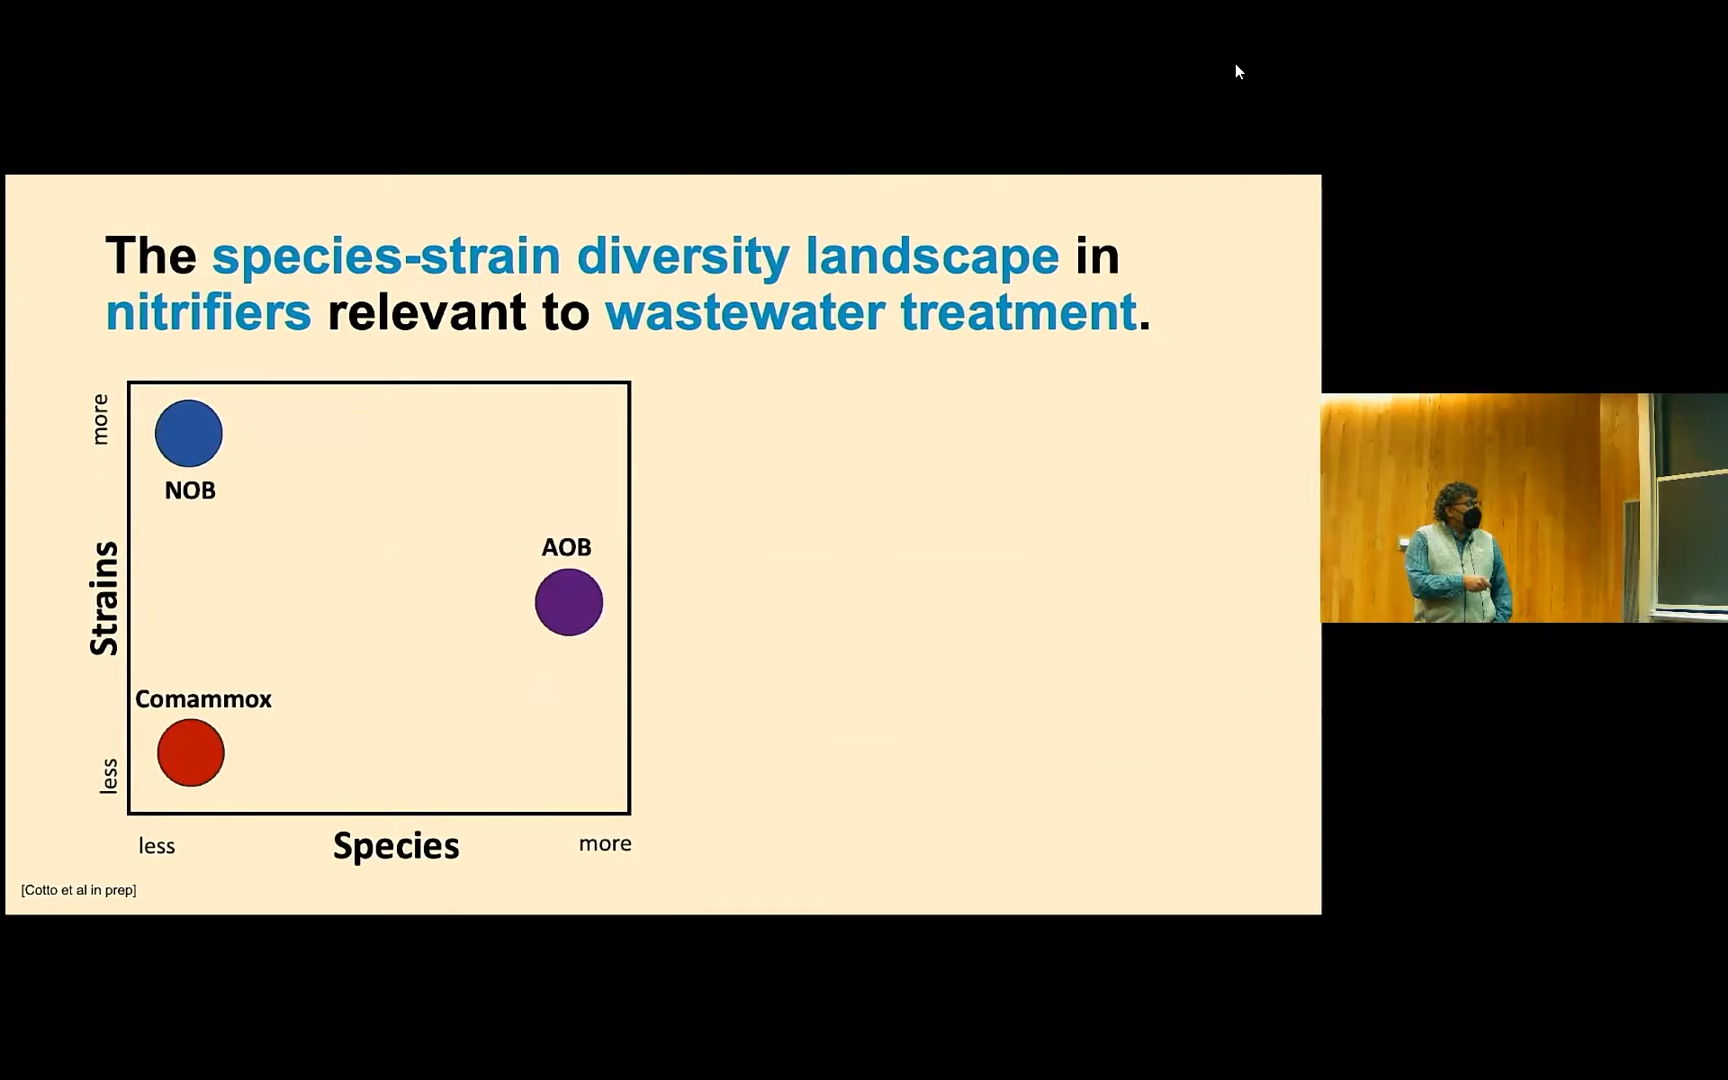 The species-strain diversity landscape in
nitrifiers relevant to wastewater treatment.
more
NOB
AOB
Strains
Comammox
less
less
Species
more
[Cotto et al in prep]